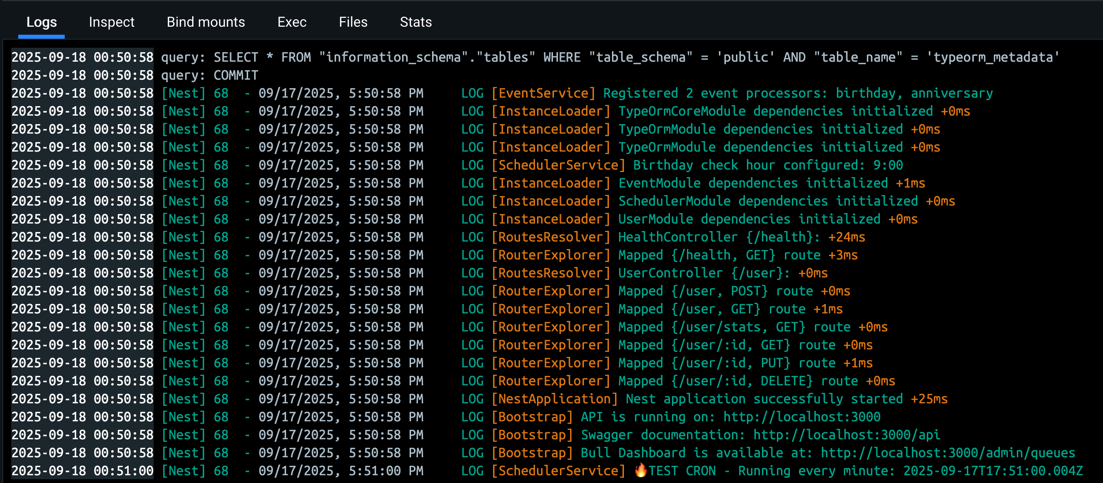 Logs Inspect Bind mounts Exec Files Stats
2025-09-18 00:50:58 query: SELECT * FROM "information_schema"."tables" WHERE "table_schema" = 'public' AND "table_name" = 'typeorm_metadata'
2025-09-18 00:50:58 query: COMMIT
2025-09-18 00:50:58 [Nest] 68 - 09/17/2025, 5:50:58 PM LOG [EventService] Registered 2 event processors: birthday, anniversary
2025-09-18 00:50:58 [Nest] 68 - 09/17/2025, 5:50:58 PM LOG [InstanceLoader] TypeOrmCoreModule dependencies initialized +0ms
2025-09-18 00:50:58 [Nest] 68 - 09/17/2025, 5:50:58 PM LOG [InstanceLoader] TypeOrmModule dependencies initialized +0ms
2025-09-18 00:50:58 [Nest] 68 - 09/17/2025, 5:50:58 PM LOG [InstanceLoader] TypeOrmModule dependencies initialized +0ms
2025-09-18 00:50:58 [Nest] 68 - 09/17/2025, 5:50:58 PM LOG [SchedulerService] Birthday check hour configured: 9:00
2025-09-18 00:50:58 [Nest] 68 - 09/17/2025, 5:50:58 PM LOG [InstanceLoader] EventModule dependencies initialized +1ms
2025-09-18 00:50:58 [Nest] 68 - 09/17/2025, 5:50:58 PM LOG [InstanceLoader] SchedulerModule dependencies initialized +0ms
2025-09-18 00:50:58 [Nest] 68 - 09/17/2025, 5:50:58 PM LOG [InstanceLoader] UserModule dependencies initialized +0ms
2025-09-18 00:50:58 [Nest] 68 - 09/17/2025, 5:50:58 PM LOG [RoutesResolver] HealthController {/health}: +24ms
2025-09-18 00:50:58 [Nest] 68 - 09/17/2025, 5:50:58 PM LOG [RouterExplorer] Mapped {/health, GET} route +3ms
2025-09-18 00:50:58 [Nest] 68 - 09/17/2025, 5:50:58 PM LOG [RoutesResolver] UserController {/user}: +0ms
2025-09-18 00:50:58 [Nest] 68 - 09/17/2025, 5:50:58 PM LOG [RouterExplorer] Mapped {/user, POST} route +0ms
2025-09-18 00:50:58 [Nest] 68 - 09/17/2025, 5:50:58 PM LOG [RouterExplorer] Mapped {/user, GET} route +1ms
2025-09-18 00:50:58 [Nest] 68 - 09/17/2025, 5:50:58 PM LOG [RouterExplorer] Mapped {/user/stats, GET} route +0ms
2025-09-18 00:50:58 [Nest] 68 - 09/17/2025, 5:50:58 PM LOG [RouterExplorer] Mapped {/user/:id, GET} route +0ms
2025-09-18 00:50:58 [Nest] 68 - 09/17/2025, 5:50:58 PM LOG [RouterExplorer] Mapped {/user/:id, PUT} route +1ms
2025-09-18 00:50:58 [Nest] 68 - 09/17/2025, 5:50:58 PM LOG [RouterExplorer] Mapped {/user/:id, DELETE} route +0ms
2025-09-18 00:50:58 [Nest] 68 - 09/17/2025, 5:50:58 PM LOG [NestApplication] Nest application successfully started +25ms
2025-09-18 00:50:58 [Nest] 68 - 09/17/2025, 5:50:58 PM LOG [Bootstrap] API is running on: http://localhost:3000
2025-09-18 00:50:58 [Nest] 68 - 09/17/2025, 5:50:58 PM LOG [Bootstrap] Swagger documentation: http://localhost:3000/api
2025-09-18 00:50:58 [Nest] 68 - 09/17/2025, 5:50:58 PM LOG [Bootstrap] Bull Dashboard is available at: http://localhost:3000/admin/queues
2025-09-18 00:51:00 [Nest] 68 - 09/17/2025, 5:51:00 PM LOG [SchedulerService] 🔥TEST CRON - Running every minute: 2025-09-17T17:51:00.004Z